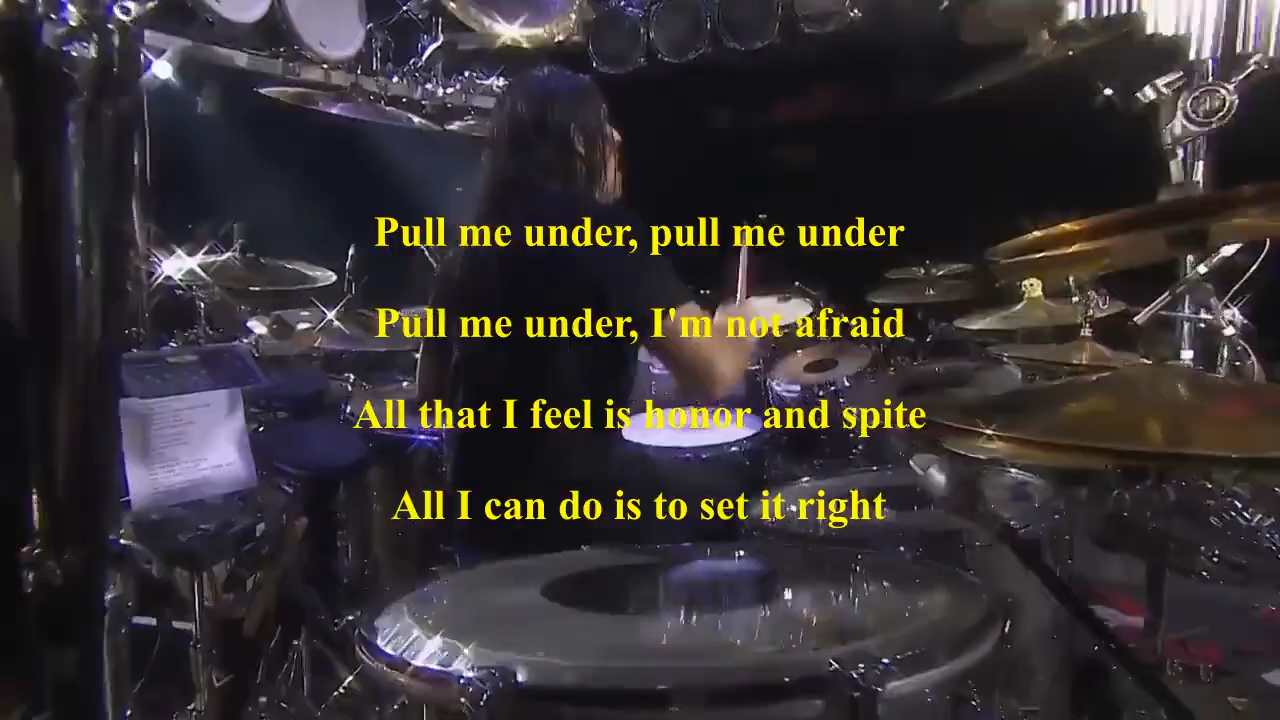 Pull me under, pull me under
Pull me under, I'm not afraid
All that I feel is honor and spite
All I can do is to set it right